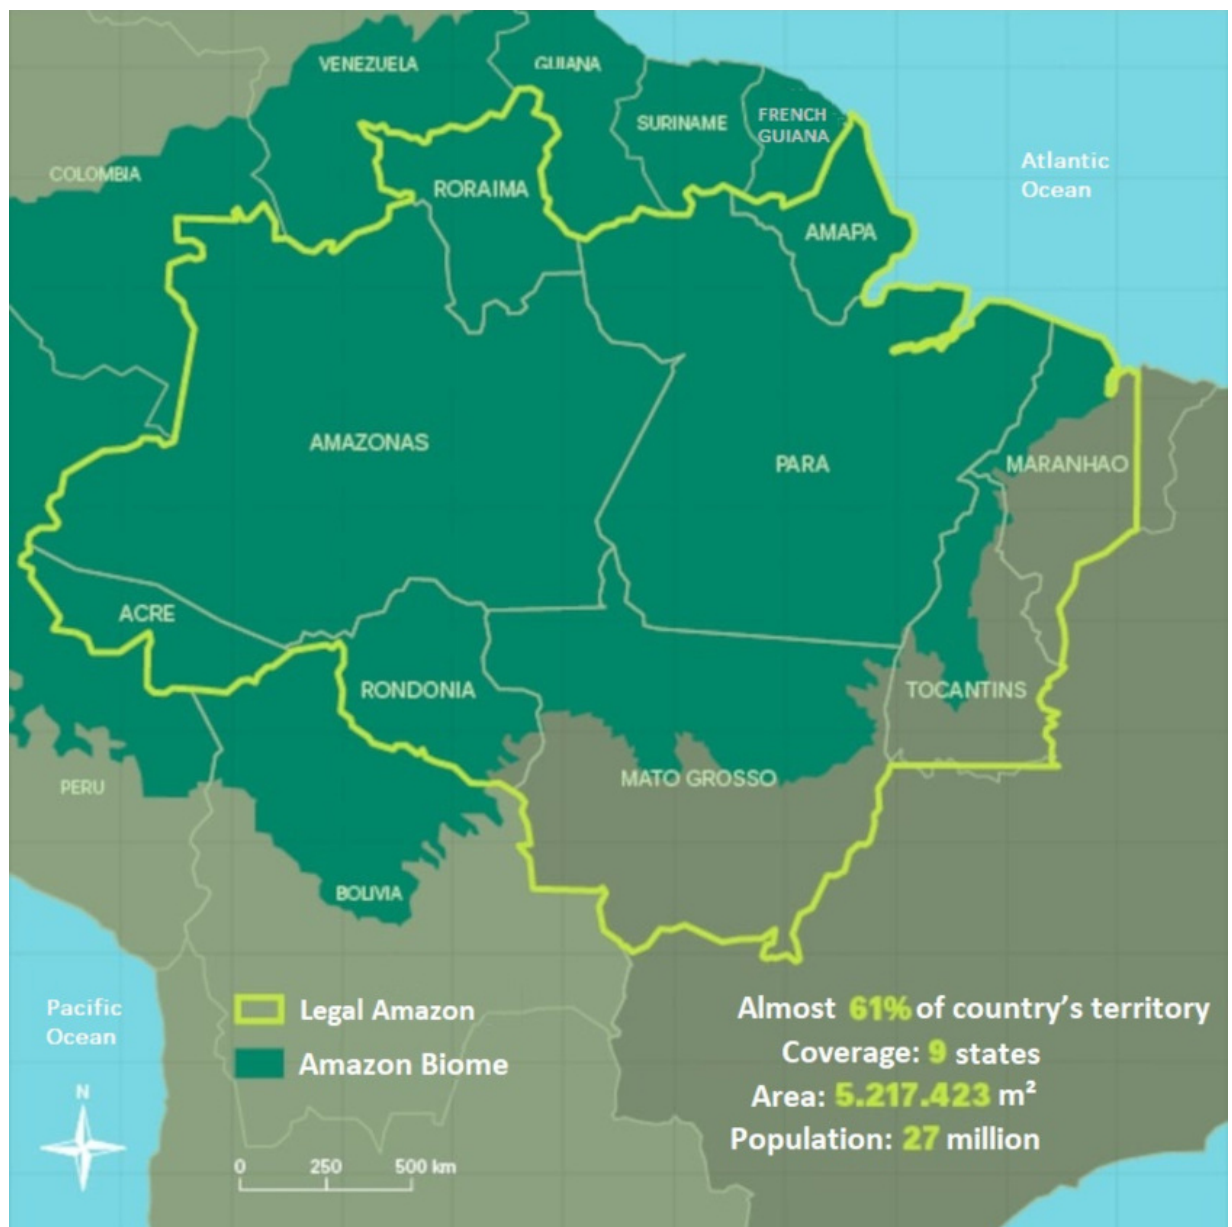 VENEZUELA
GUIANA
SURINAME
FRENCH
GUIANA
COLOMBIA
RORAIMA
Atlantic
Ocean
AMAPA
AMAZONAS
PARA
MARANHAO
ACRE
RONDONIA
TOCANTINS
MATO GROSSO
PERU
BOLIVIA
Pacific
Ocean
N
0 250 500 km
Legal Amazon
Amazon Biome
Almost 61% of country's territory
Coverage: 9 states
Area: 5.217.423 m²
Population: 27 million